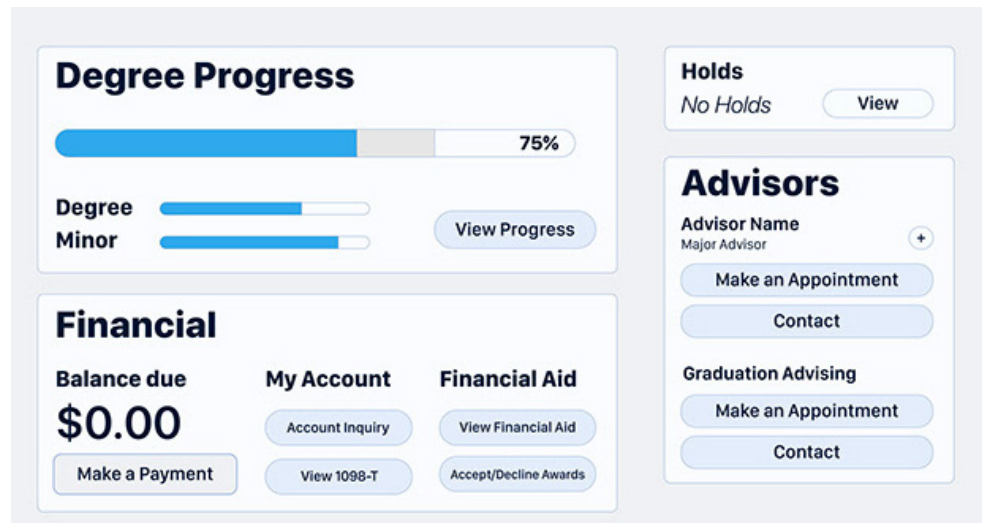 Degree Progress
75%
Degree
Minor
View Progress
Holds
No Holds
View
Advisors
Advisor Name
Major Advisor
+
Make an Appointment
Contact
Graduation Advising
Make an Appointment
Contact
Financial
Balance due
$0.00
Make a Payment
My Account
Account Inquiry
View 1098-T
Financial Aid
View Financial Aid
Accept/Decline Awards